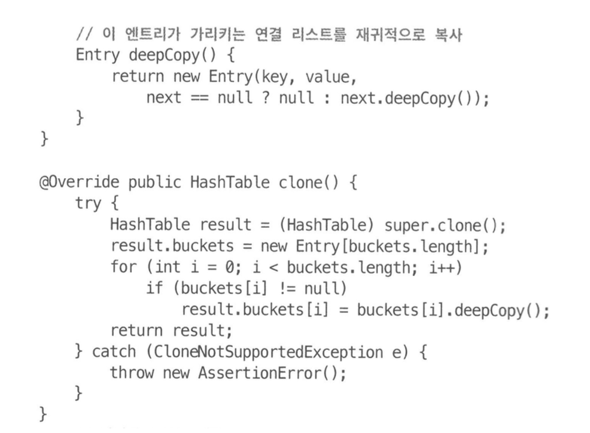 // 이 엔트리가 가리키는 연결 리스트를 재귀적으로 복사
Entry deepCopy() {
return new Entry(key, value,
next == null ? null : next.deepCopy());
}
}
@Override public HashTable clone() {
try {
HashTable result = (HashTable) super.clone();
result.buckets = new Entry[buckets.length];
for (int i = 0; i < buckets.length; i++)
if (buckets[i] != null)
result.buckets[i] = buckets[i].deepCopy();
return result;
} catch (CloneNotSupportedException e) {
throw new AssertionError();
}
}